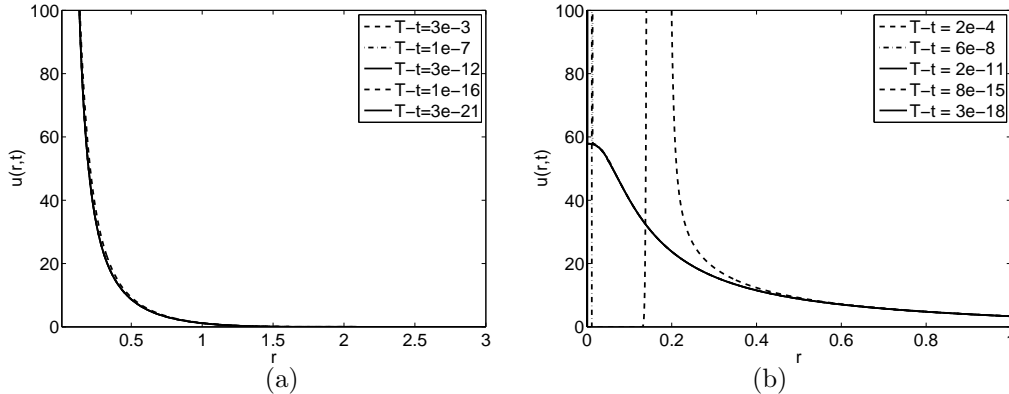 100
80
60
40
20
0
u(r,t)
0.5
1
1.5
2
2.5
3
r
T−t=3e−3
T−t=1e−7
T−t=3e−12
T−t=1e−16
T−t=3e−21
(a)
100
80
60
40
20
0
u(r,t)
0
0.2
0.4
0.6
0.8
1
r
T−t = 2e−4
T−t = 6e−8
T−t = 2e−11
T−t = 8e−15
T−t = 3e−18
(b)